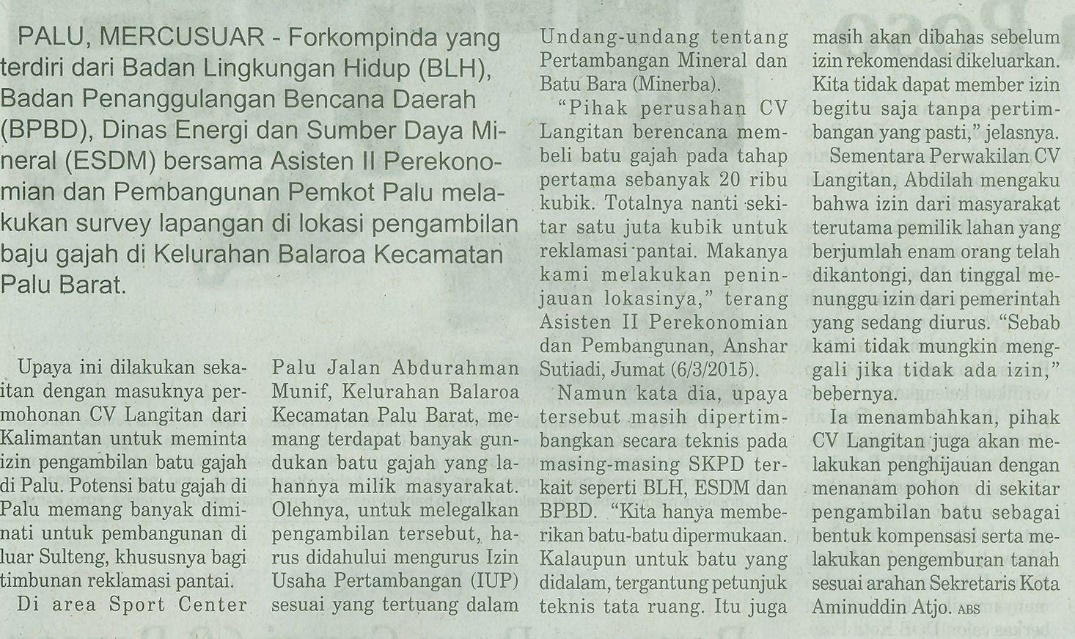 PALU, MERCUSUAR - Forkompinda yang
terdiri dari Badan Lingkungan Hidup (BLH),
Badan Penanggulangan Bencana Daerah
(BPBD), Dinas Energi dan Sumber Daya Mi-
neral (ESDM) bersama Asisten II Perekono-
mian dan Pembangunan Pemkot Palu mela-
kukan survey lapangan di lokasi pengambilan
baju gajah di Kelurahan Balaroa Kecamatan
Palu Barat.
Upaya ini dilakukan seka-
itan dengan masuknya per-
mohonan CV Langitan dari
Kalimantan untuk meminta
izin pengambilan batu gajah
di Palu. Potensi batu gajah di
Palu memang banyak dimi-
nati untuk pembangunan di
luar Sulteng, khususnya bagi
timbunan reklamasi pantai.
Di area Sport Center
Palu Jalan Abdurahman
Munif, Kelurahan Balaroa
Kecamatan Palu Barat, me-
mang terdapat banyak gun-
dukan batu gajah yang la-
hannya milik masyarakat.
Olehnya, untuk melegalkan
pengambilan tersebut, ha-
rus didahului mengurus Izin
Usaha Pertambangan (IUP)
sesuai yang tertuang dalam
Undang-undang tentang
Pertambangan Mineral dan
Batu Bara (Minerba).
"Pihak perusahan CV
Langitan berencana mem-
beli batu gajah pada tahap
pertama sebanyak 20 ribu
kubik. Totalnya nanti seki-
tar satu juta kubik untuk
reklamasi pantai. Makanya
kami melakukan penin-
jauan lokasinya," terang
Asisten II Perekonomian
dan Pembangunan, Anshar
Sutiadi, Jumat (6/3/2015).
Namun kata dia, upaya
tersebut masih dipertim-
bangkan secara teknis pada
masing-masing SKPD ter-
kait seperti BLH, ESDM dan
BPBD. "Kita hanya membe-
rikan batu-batu dipermukaan.
Kalaupun untuk batu yang
didalam, tergantung petunjuk
teknis tata ruang. Itu juga
masih akan dibahas sebelum
izin rekomendasi dikeluarkan.
Kita tidak dapat member izin
begitu saja tanpa pertim-
bangan yang pasti," jelasnya.
Sementara Perwakilan CV
Langitan, Abdilah mengaku
bahwa izin dari masyarakat
terutama pemilik lahan yang
berjumlah enam orang telah
dikantongi, dan tinggal me-
nunggu izin dari pemerintah
yang sedang diurus. "Sebab
kami tidak mungkin meng-
gali jika tidak ada izin,"
bebernya.
Ia menambahkan, pihak
CV Langitan juga akan me-
lakukan penghijauan dengan
menanam pohon di sekitar
pengambilan batu sebagai
bentuk kompensasi serta me-
lakukan pengemburan tanah
sesuai arahan Sekretaris Kota
Aminuddin Atjo. ABS